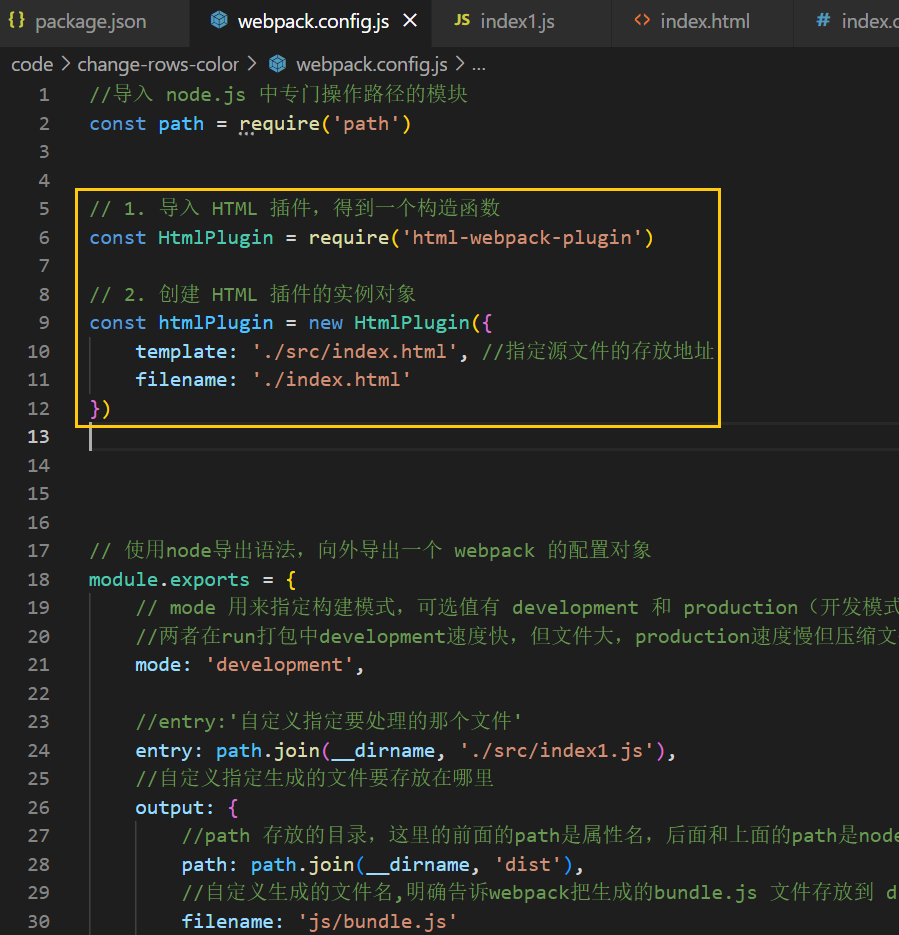 {} package.json webpack.config.js × JS index1.js <> index.html # index.c
code > change-rows-color > webpack.config.js > ...
1 //导入 node.js 中专门操作路径的模块
2 const path = require('path')
3
4
5 // 1. 导入 HTML 插件，得到一个构造函数
6 const HtmlPlugin = require('html-webpack-plugin')
7
8 // 2. 创建 HTML 插件的实例对象
9 const htmlPlugin = new HtmlPlugin({
10 template: './src/index.html', //指定源文件的存放地址
11 filename: './index.html'
12 })
13
14
15
16
17 // 使用node导出语法，向外导出一个 webpack 的配置对象
18 module.exports = {
19 // mode 用来指定构建模式，可选值有 development 和 production（开发模式
20 //两者在run打包中development速度快，但文件大，production速度慢但压缩文
21 mode: 'development',
22
23 //entry:'自定义指定要处理的那个文件'
24 entry: path.join(__dirname, './src/index1.js'),
25 //自定义指定生成的文件要存放在哪里
26 output: {
27 //path 存放的目录，这里的前面的path是属性名，后面和上面的path是node
28 path: path.join(__dirname, 'dist'),
29 //自定义生成的文件名,明确告诉webpack把生成的bundle.js 文件存放到 d
30 filename: 'js/bundle.js'